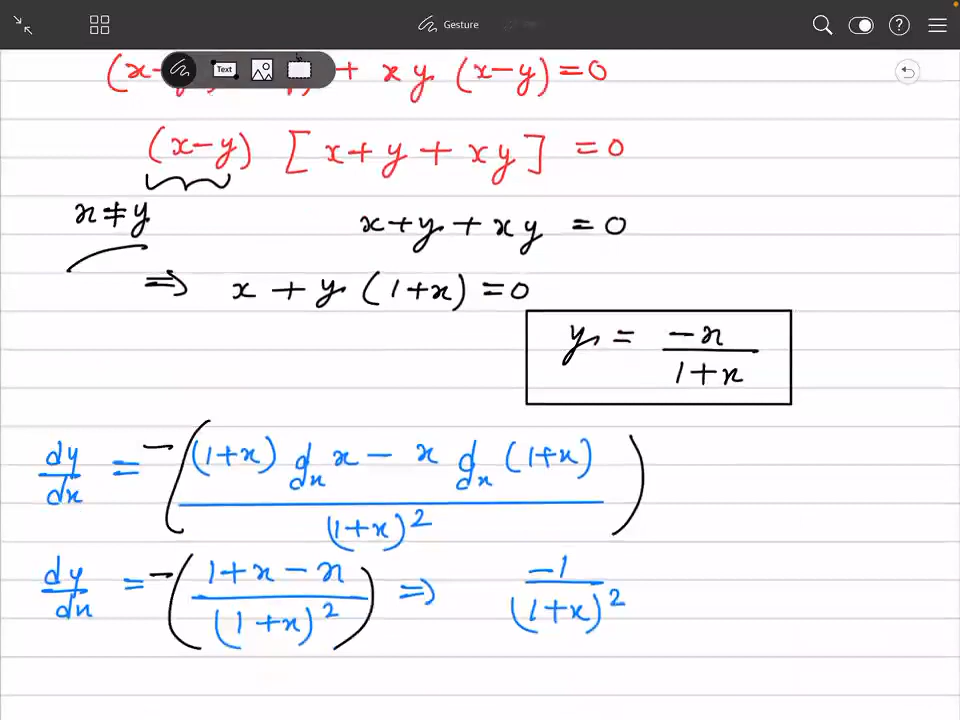 Gesture
Text
(x- + xy (x-y) = 0
(x-y) [x+y+xy] = 0
x≠y
x+y+xy = 0
⇒ x + y (1+x) = 0
y = -x/(1+x)
dy/dx = -( ((1+x) d/dx x - x d/dx (1+x)) / (1+x)² )
dy/dx = -( (1+x-x) / (1+x)² ) ⇒ -1/(1+x)²